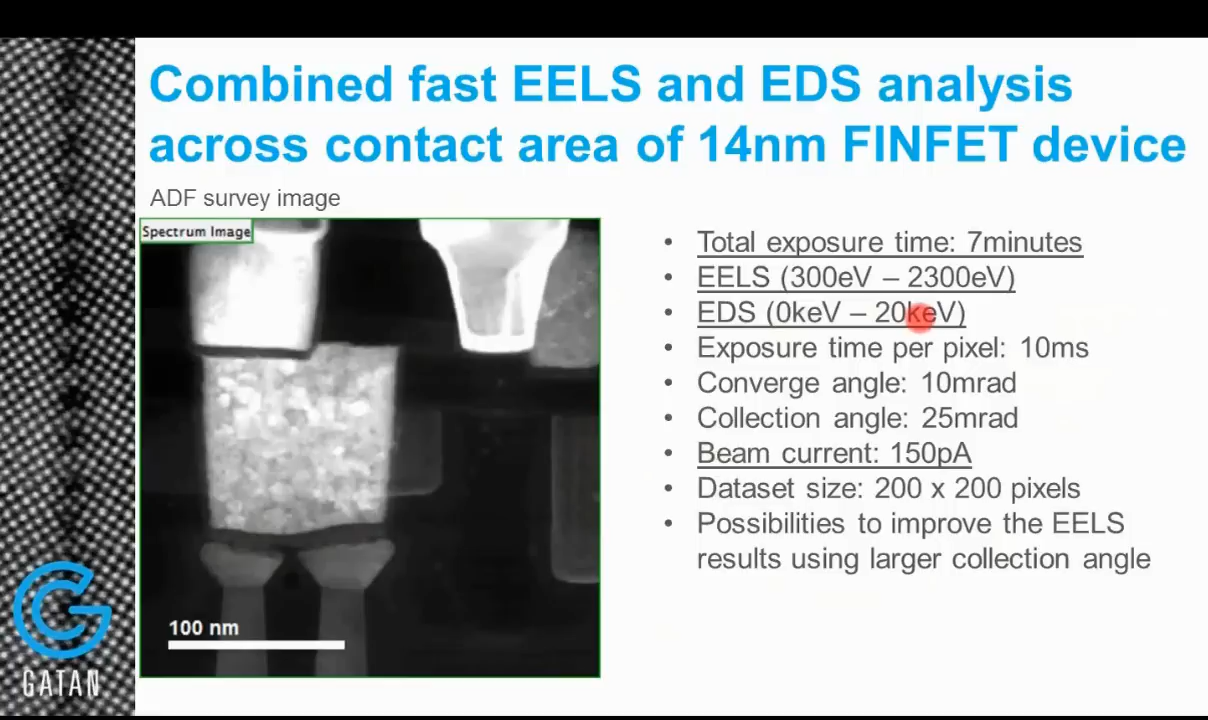 Combined fast EELS and EDS analysis
across contact area of 14nm FINFET device
ADF survey image
Spectrum Image
100 nm
• Total exposure time: 7minutes
• EELS (300eV – 2300eV)
• EDS (0keV – 20keV)
• Exposure time per pixel: 10ms
• Converge angle: 10mrad
• Collection angle: 25mrad
• Beam current: 150pA
• Dataset size: 200 x 200 pixels
• Possibilities to improve the EELS
results using larger collection angle
GATAN